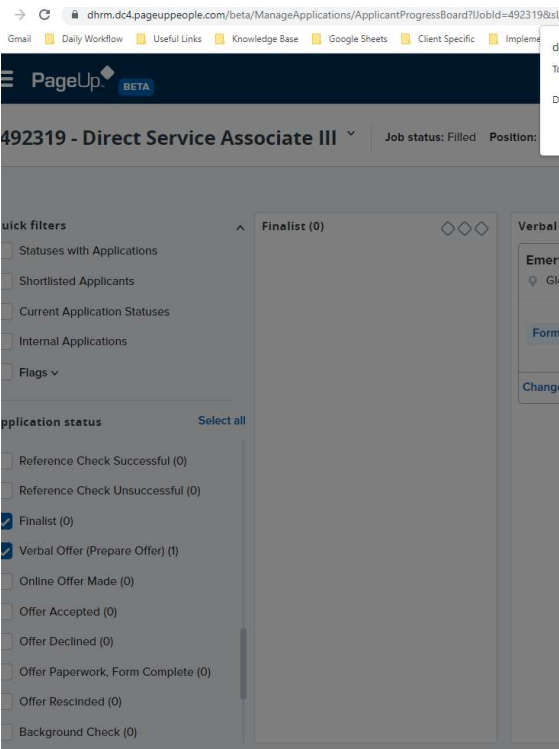 dhrm.dc4.pageuppeople.com/beta/ManageApplications/ApplicantProgressBoard?
Gmail Daily Workflow Useful Links Knowledge Base Google Sheets Client Specific Impleme
d
To
D
PageUp. BETA
492319 - Direct Service Associate III Job status: Filled Position:
uick filters
Statuses with Applications
Shortlisted Applicants
Current Application Statuses
Internal Applications
Flags
pplication status Select all
Reference Check Successful (0)
Reference Check Unsuccessful (0)
Finalist (0)
Verbal Offer (Prepare Offer) (1)
Online Offer Made (0)
Offer Accepted (0)
Offer Declined (0)
Offer Paperwork, Form Complete (0)
Offer Rescinded (0)
Background Check (0)
Finalist (0)
Verbal
Emer
Gl
Form
Change